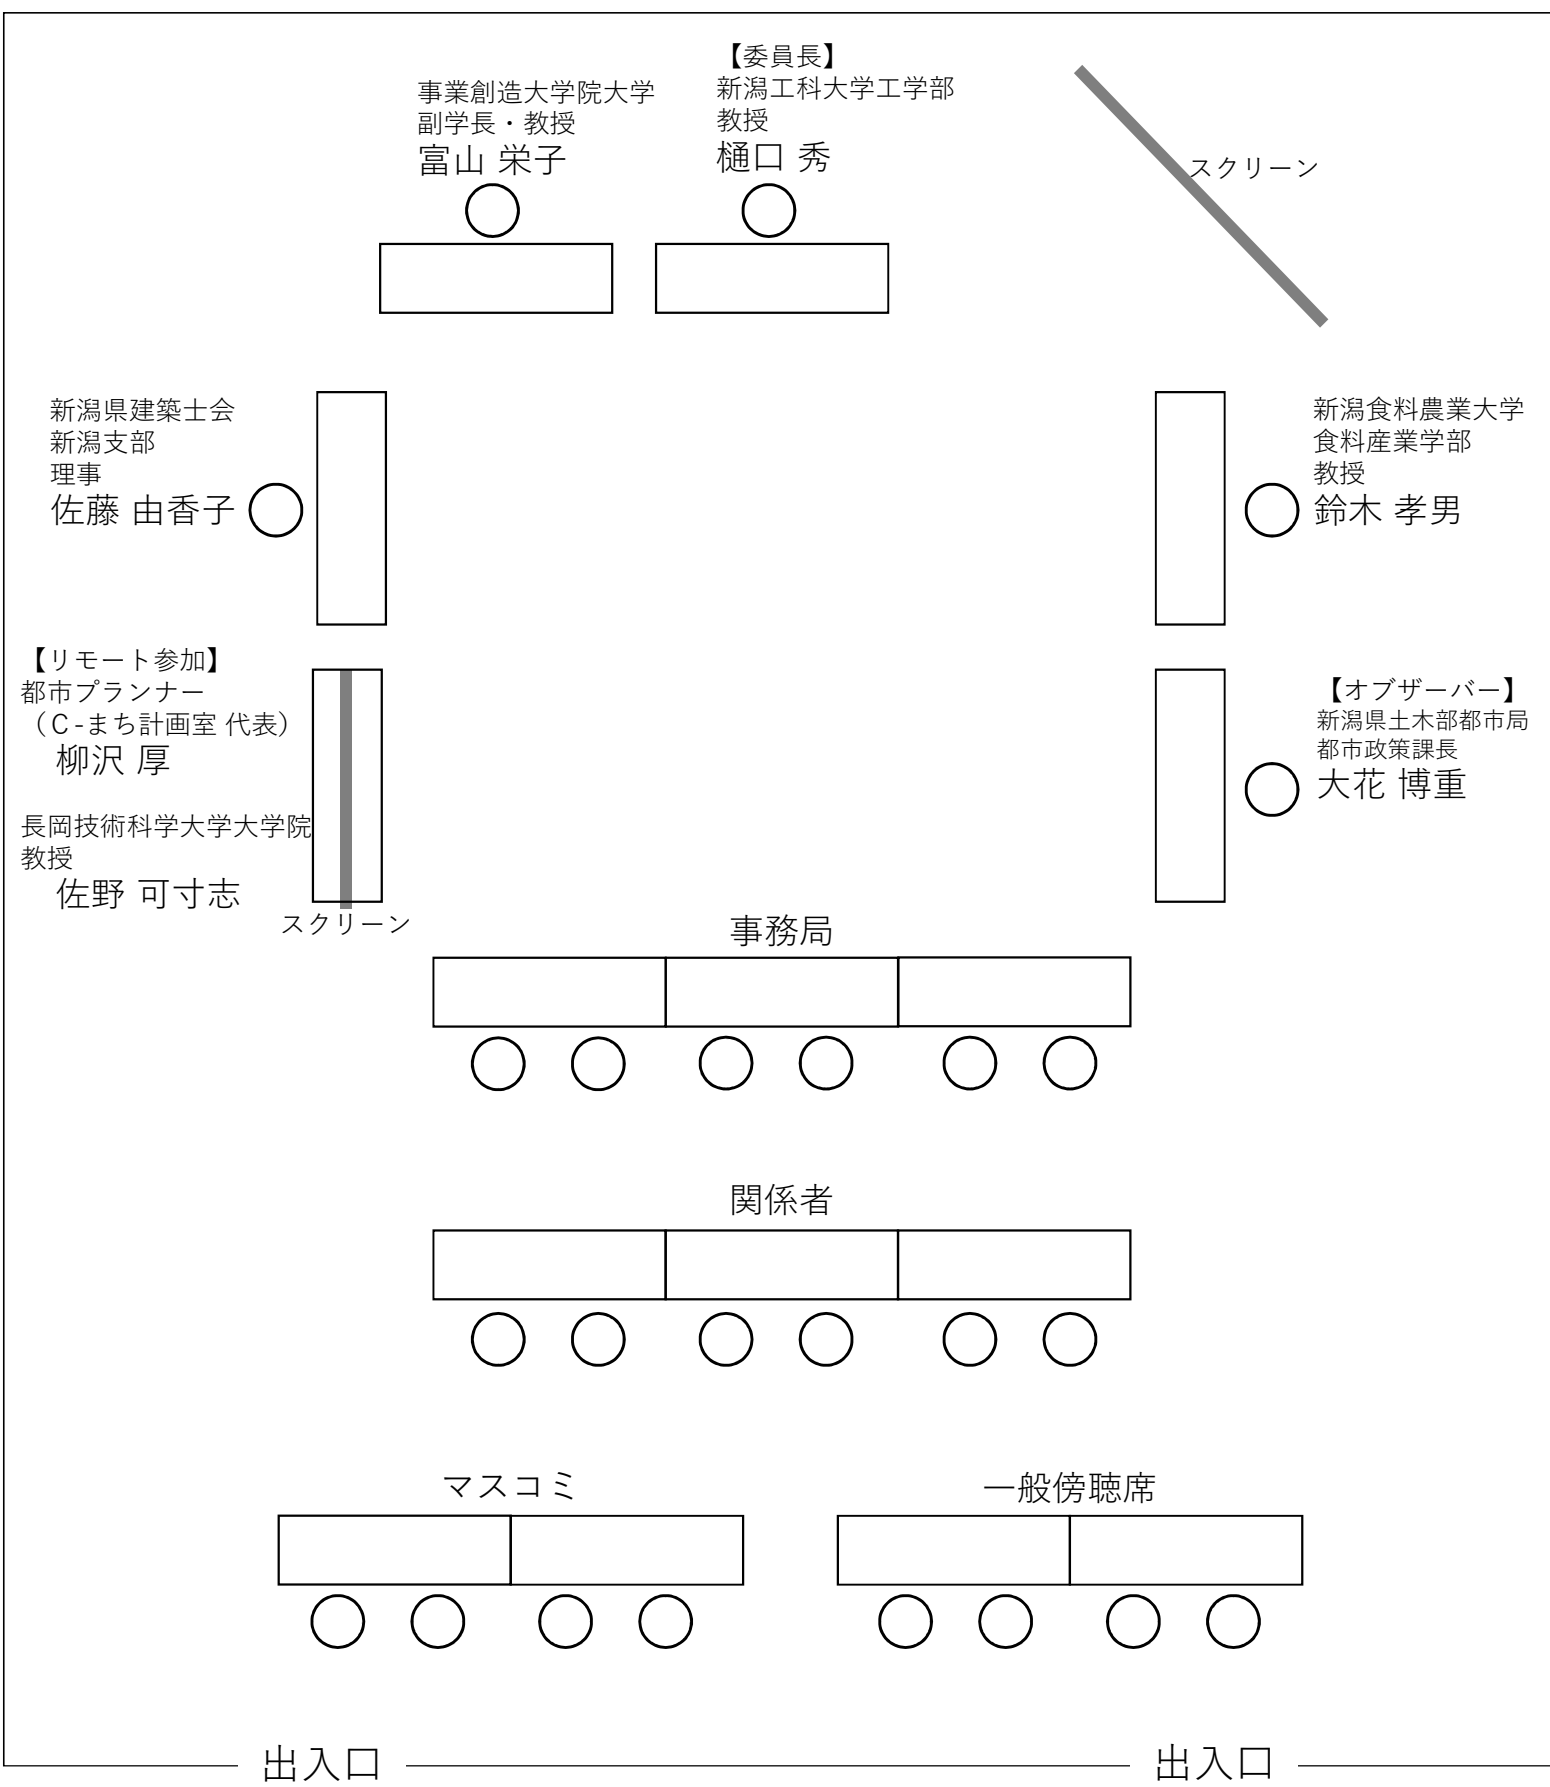 【委員長】
新潟工科大学工学部
教授
樋口 秀
事業創造大学院大学
副学長・教授
富山 栄子
スクリーン
新潟県建築士会
新潟支部
理事
佐藤 由香子
新潟食料農業大学
食料産業学部
教授
鈴木 孝男
【リモート参加】
都市プランナー
（C-まち計画室 代表）
柳沢 厚
長岡技術科学大学大学院
教授
佐野 可寸志
スクリーン
【オブザーバー】
新潟県土木部都市局
都市政策課長
大花 博重
事務局
関係者
マスコミ
一般傍聴席
出入口
出入口